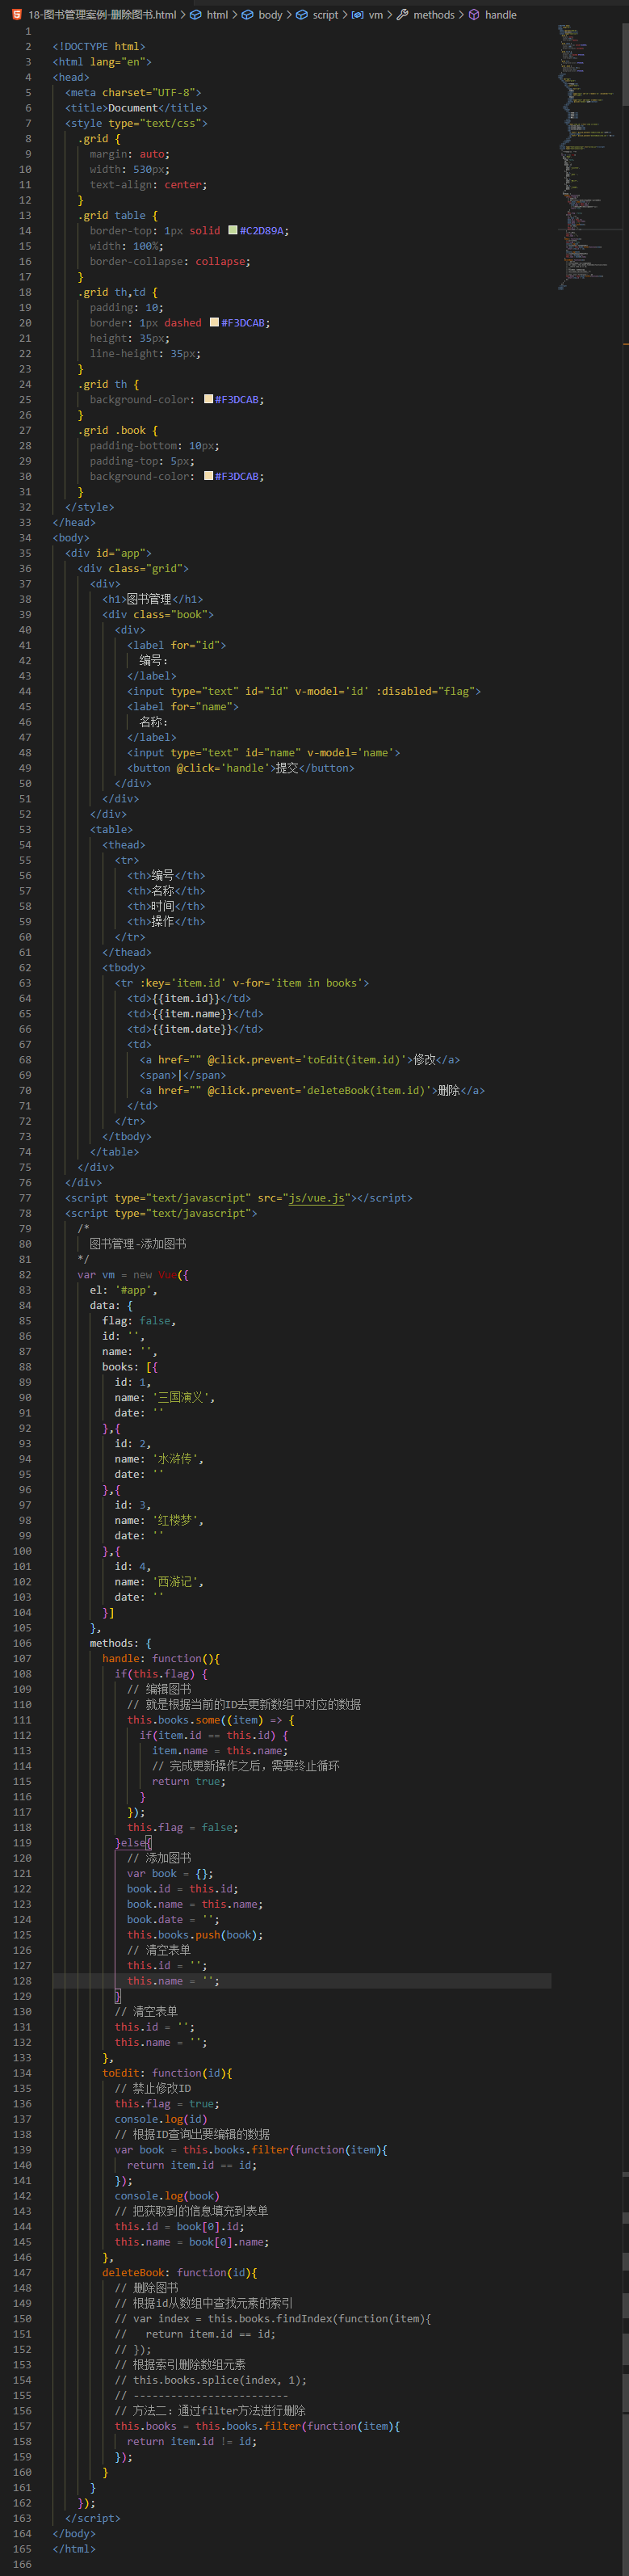 18-图书管理案例-删除图书.html > html > body > script > vm > methods > handle
1
2 <!DOCTYPE html>
3 <html lang="en">
4 <head>
5 <meta charset="UTF-8">
6 <title>Document</title>
7 <style type="text/css">
8 .grid {
9 margin: auto;
10 width: 530px;
11 text-align: center;
12 }
13 .grid table {
14 border-top: 1px solid #C2D89A;
15 width: 100%;
16 border-collapse: collapse;
17 }
18 .grid th,td {
19 padding: 10;
20 border: 1px dashed #F3DCAB;
21 height: 35px;
22 line-height: 35px;
23 }
24 .grid th {
25 background-color: #F3DCAB;
26 }
27 .grid .book {
28 padding-bottom: 10px;
29 padding-top: 5px;
30 background-color: #F3DCAB;
31 }
32 </style>
33 </head>
34 <body>
35 <div id="app">
36 <div class="grid">
37 <div>
38 <h1>图书管理</h1>
39 <div class="book">
40 <div>
41 <label for="id">
42 编号：
43 </label>
44 <input type="text" id="id" v-model='id' :disabled="flag">
45 <label for="name">
46 名称：
47 </label>
48 <input type="text" id="name" v-model='name'>
49 <button @click='handle'>提交</button>
50 </div>
51 </div>
52 </div>
53 <table>
54 <thead>
55 <tr>
56 <th>编号</th>
57 <th>名称</th>
58 <th>时间</th>
59 <th>操作</th>
60 </tr>
61 </thead>
62 <tbody>
63 <tr :key='item.id' v-for='item in books'>
64 <td>{{item.id}}</td>
65 <td>{{item.name}}</td>
66 <td>{{item.date}}</td>
67 <td>
68 <a href="" @click.prevent='toEdit(item.id)'>修改</a>
69 <span>|</span>
70 <a href="" @click.prevent='deleteBook(item.id)'>删除</a>
71 </td>
72 </tr>
73 </tbody>
74 </table>
75 </div>
76 </div>
77 <script type="text/javascript" src="js/vue.js"></script>
78 <script type="text/javascript">
79 /*
80 图书管理-添加图书
81 */
82 var vm = new Vue({
83 el: '#app',
84 data: {
85 flag: false,
86 id: '',
87 name: '',
88 books: [{
89 id: 1,
90 name: '三国演义',
91 date: ''
92 },{
93 id: 2,
94 name: '水浒传',
95 date: ''
96 },{
97 id: 3,
98 name: '红楼梦',
99 date: ''
100 },{
101 id: 4,
102 name: '西游记',
103 date: ''
104 }]
105 },
106 methods: {
107 handle: function(){
108 if(this.flag) {
109 // 编辑图书
110 // 就是根据当前的ID去更新数组中对应的数据
111 this.books.some((item) => {
112 if(item.id == this.id) {
113 item.name = this.name;
114 // 完成更新操作之后，需要终止循环
115 return true;
116 }
117 });
118 this.flag = false;
119 }else{
120 // 添加图书
121 var book = {};
122 book.id = this.id;
123 book.name = this.name;
124 book.date = '';
125 this.books.push(book);
126 // 清空表单
127 this.id = '';
128 this.name = '';
129 }
130 // 清空表单
131 this.id = '';
132 this.name = '';
133 },
134 toEdit: function(id){
135 // 禁止修改ID
136 this.flag = true;
137 console.log(id)
138 // 根据ID查询出要编辑的数据
139 var book = this.books.filter(function(item){
140 return item.id == id;
141 });
142 console.log(book)
143 // 把获取到的信息填充到表单
144 this.id = book[0].id;
145 this.name = book[0].name;
146 },
147 deleteBook: function(id){
148 // 删除图书
149 // 根据id从数组中查找元素的索引
150 // var index = this.books.findIndex(function(item){
151 // return item.id == id;
152 // });
153 // 根据索引删除数组元素
154 // this.books.splice(index, 1);
155 // -------------------------
156 // 方法二：通过filter方法进行删除
157 this.books = this.books.filter(function(item){
158 return item.id != id;
159 });
160 }
161 }
162 });
163 </script>
164 </body>
165 </html>
166